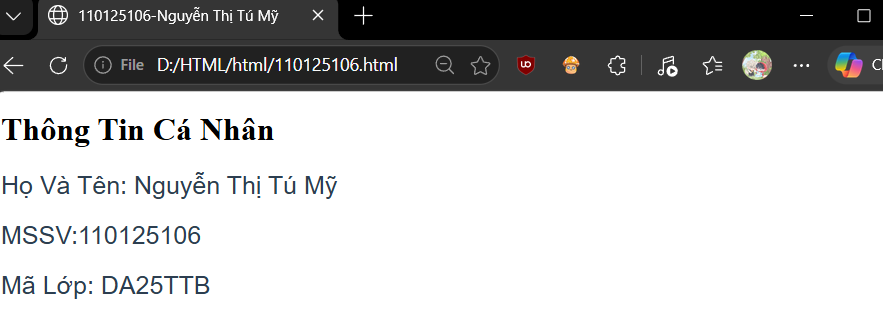 110125106-Nguyễn Thị Tú Mỹ
File D:/HTML/html/110125106.html
Thông Tin Cá Nhân
Họ Và Tên: Nguyễn Thị Tú Mỹ
MSSV:110125106
Mã Lớp: DA25TTB